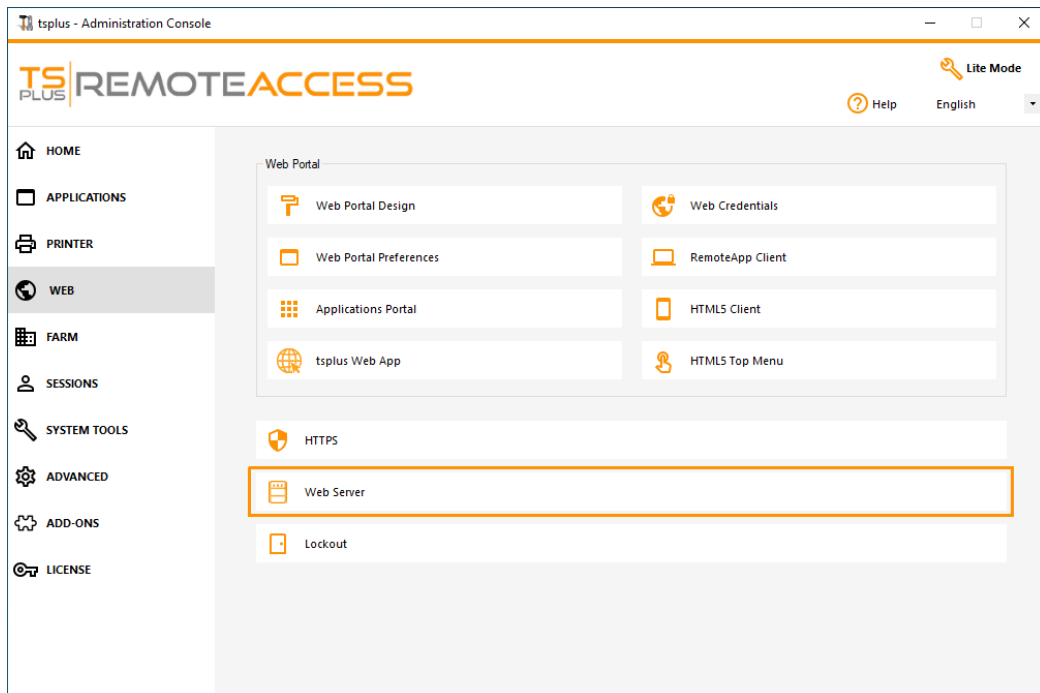 tsplus - Administration Console
TS PLUS REMOTEACCESS
Lite Mode
? Help
English
HOME
APPLICATIONS
PRINTER
WEB
FARM
SESSIONS
SYSTEM TOOLS
ADVANCED
ADD-ONS
LICENSE
Web Portal
Web Portal Design
Web Credentials
Web Portal Preferences
RemoteApp Client
Applications Portal
HTML5 Client
tsplus Web App
HTML5 Top Menu
HTTPS
Web Server
Lockout